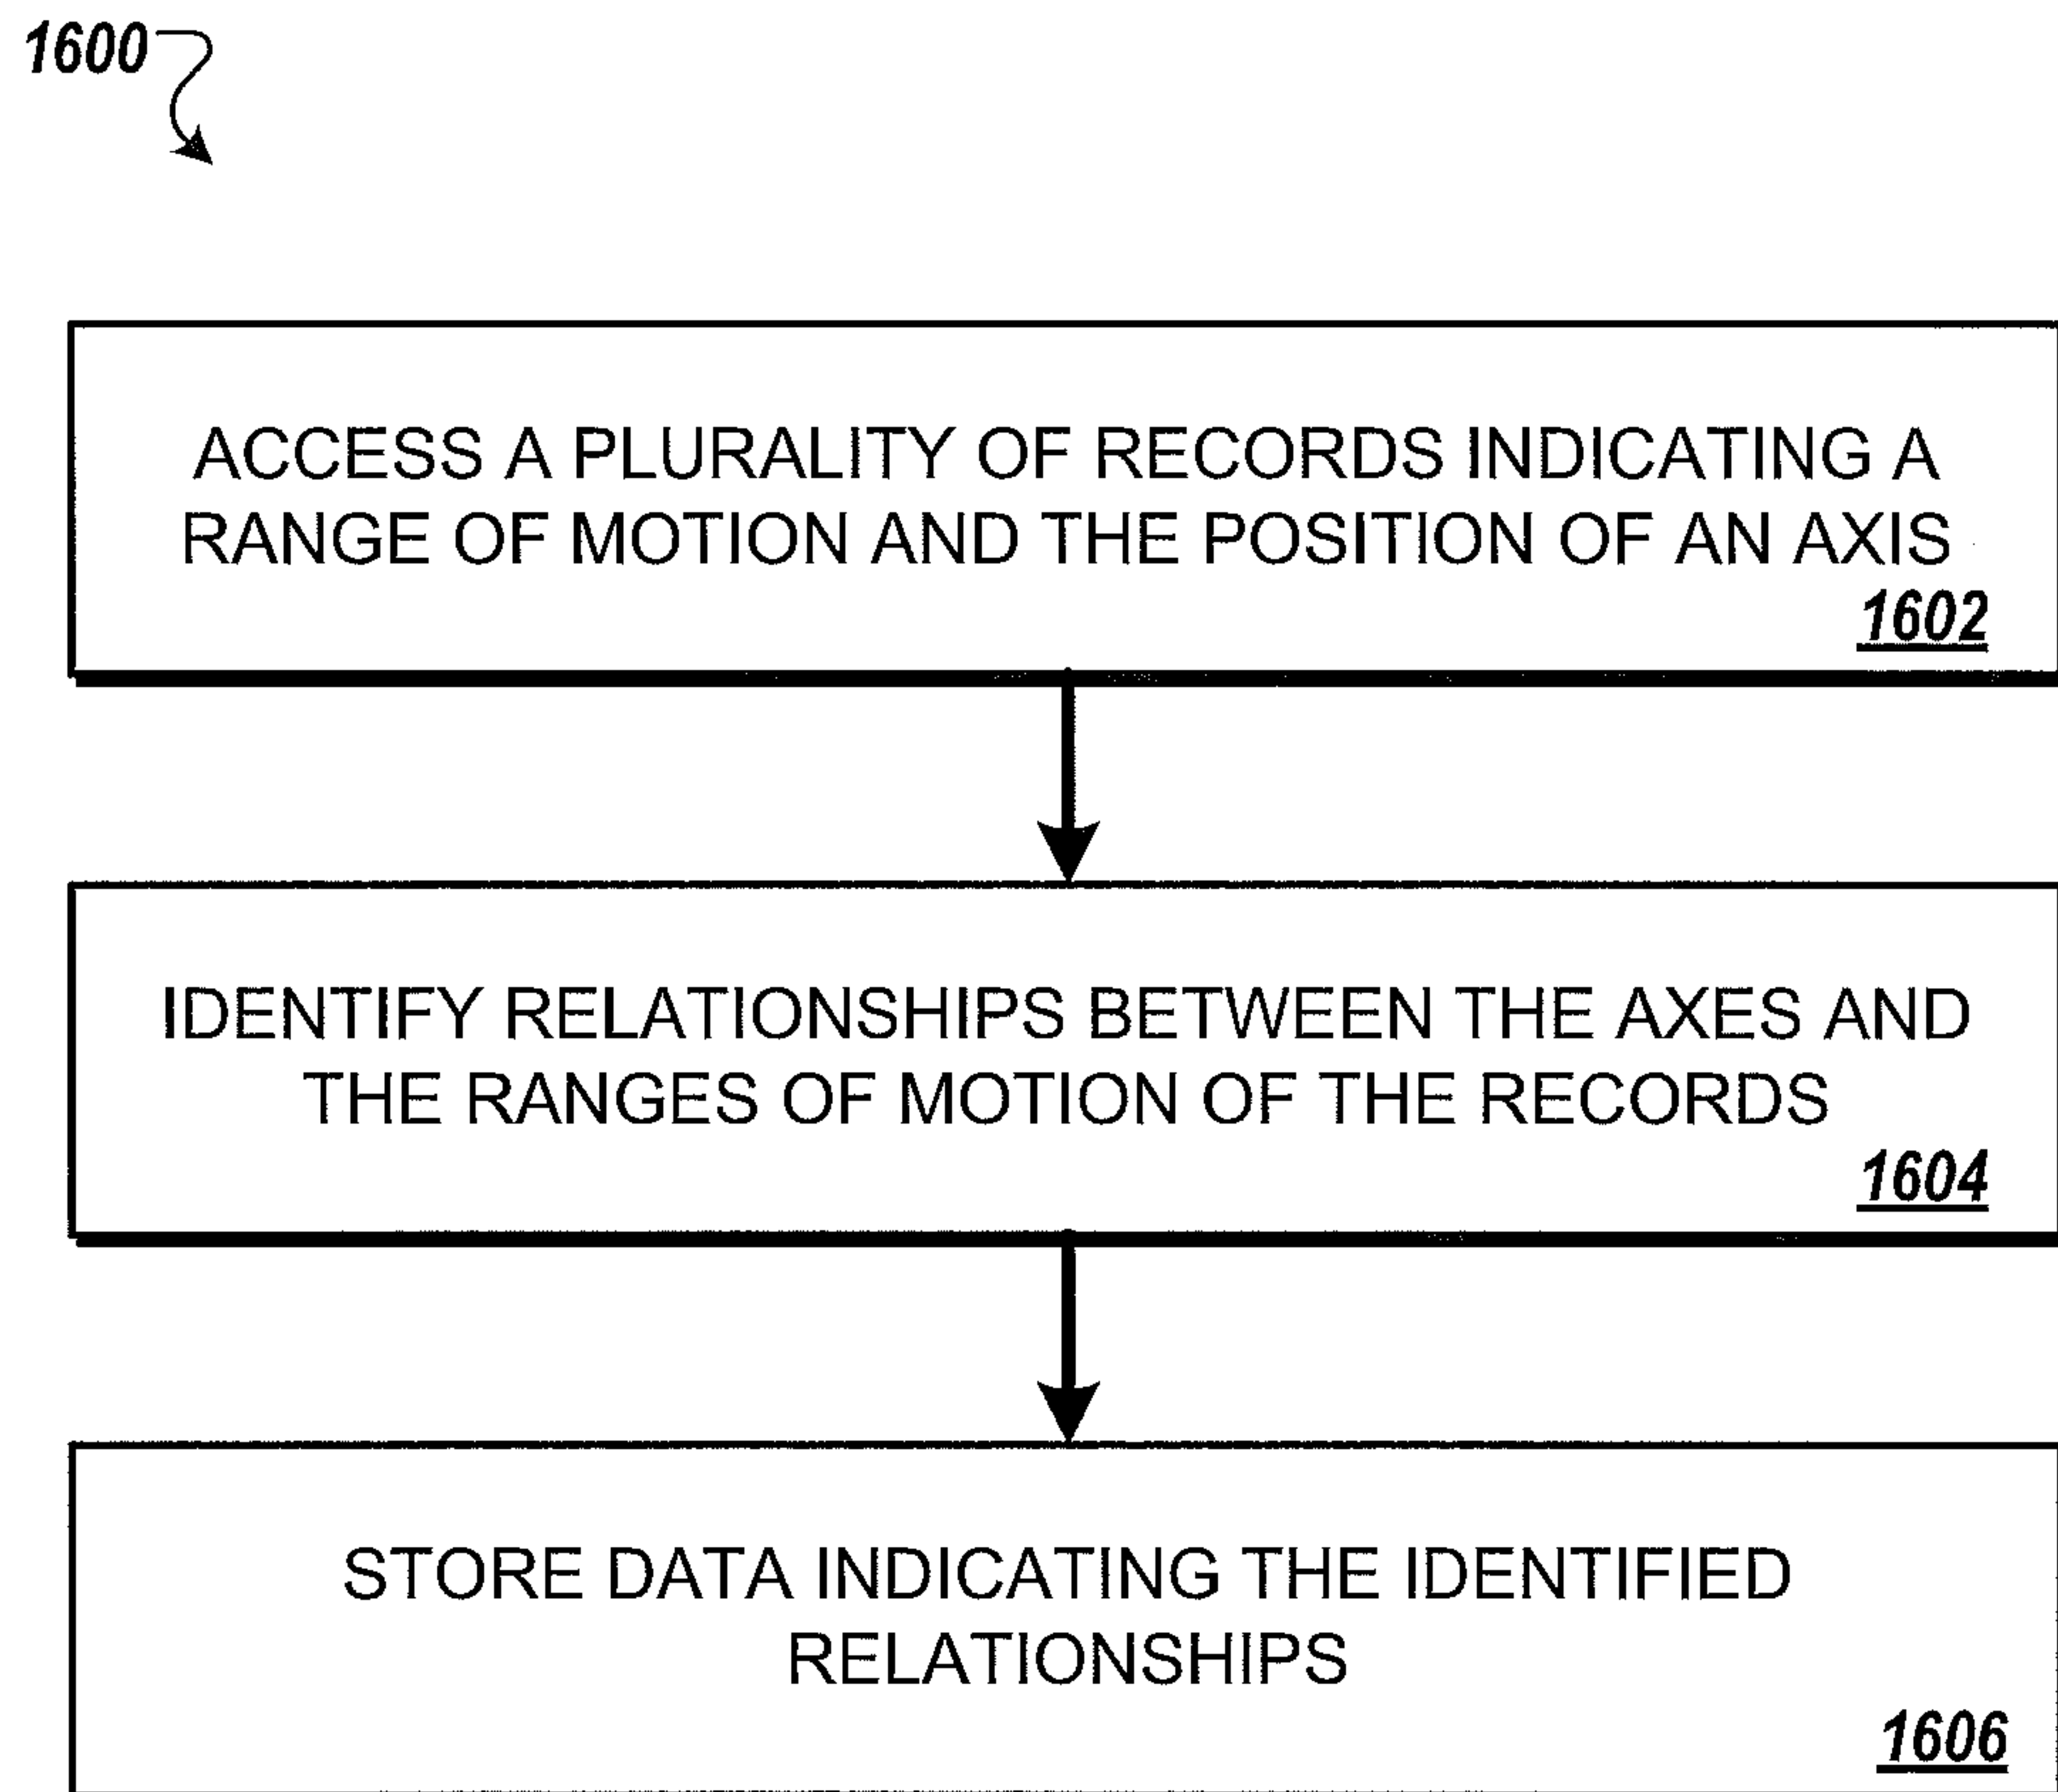 1600
ACCESS A PLURALITY OF RECORDS INDICATING A
RANGE OF MOTION AND THE POSITION OF AN AXIS
1602
IDENTIFY RELATIONSHIPS BETWEEN THE AXES AND
THE RANGES OF MOTION OF THE RECORDS
1604
STORE DATA INDICATING THE IDENTIFIED
RELATIONSHIPS
1606